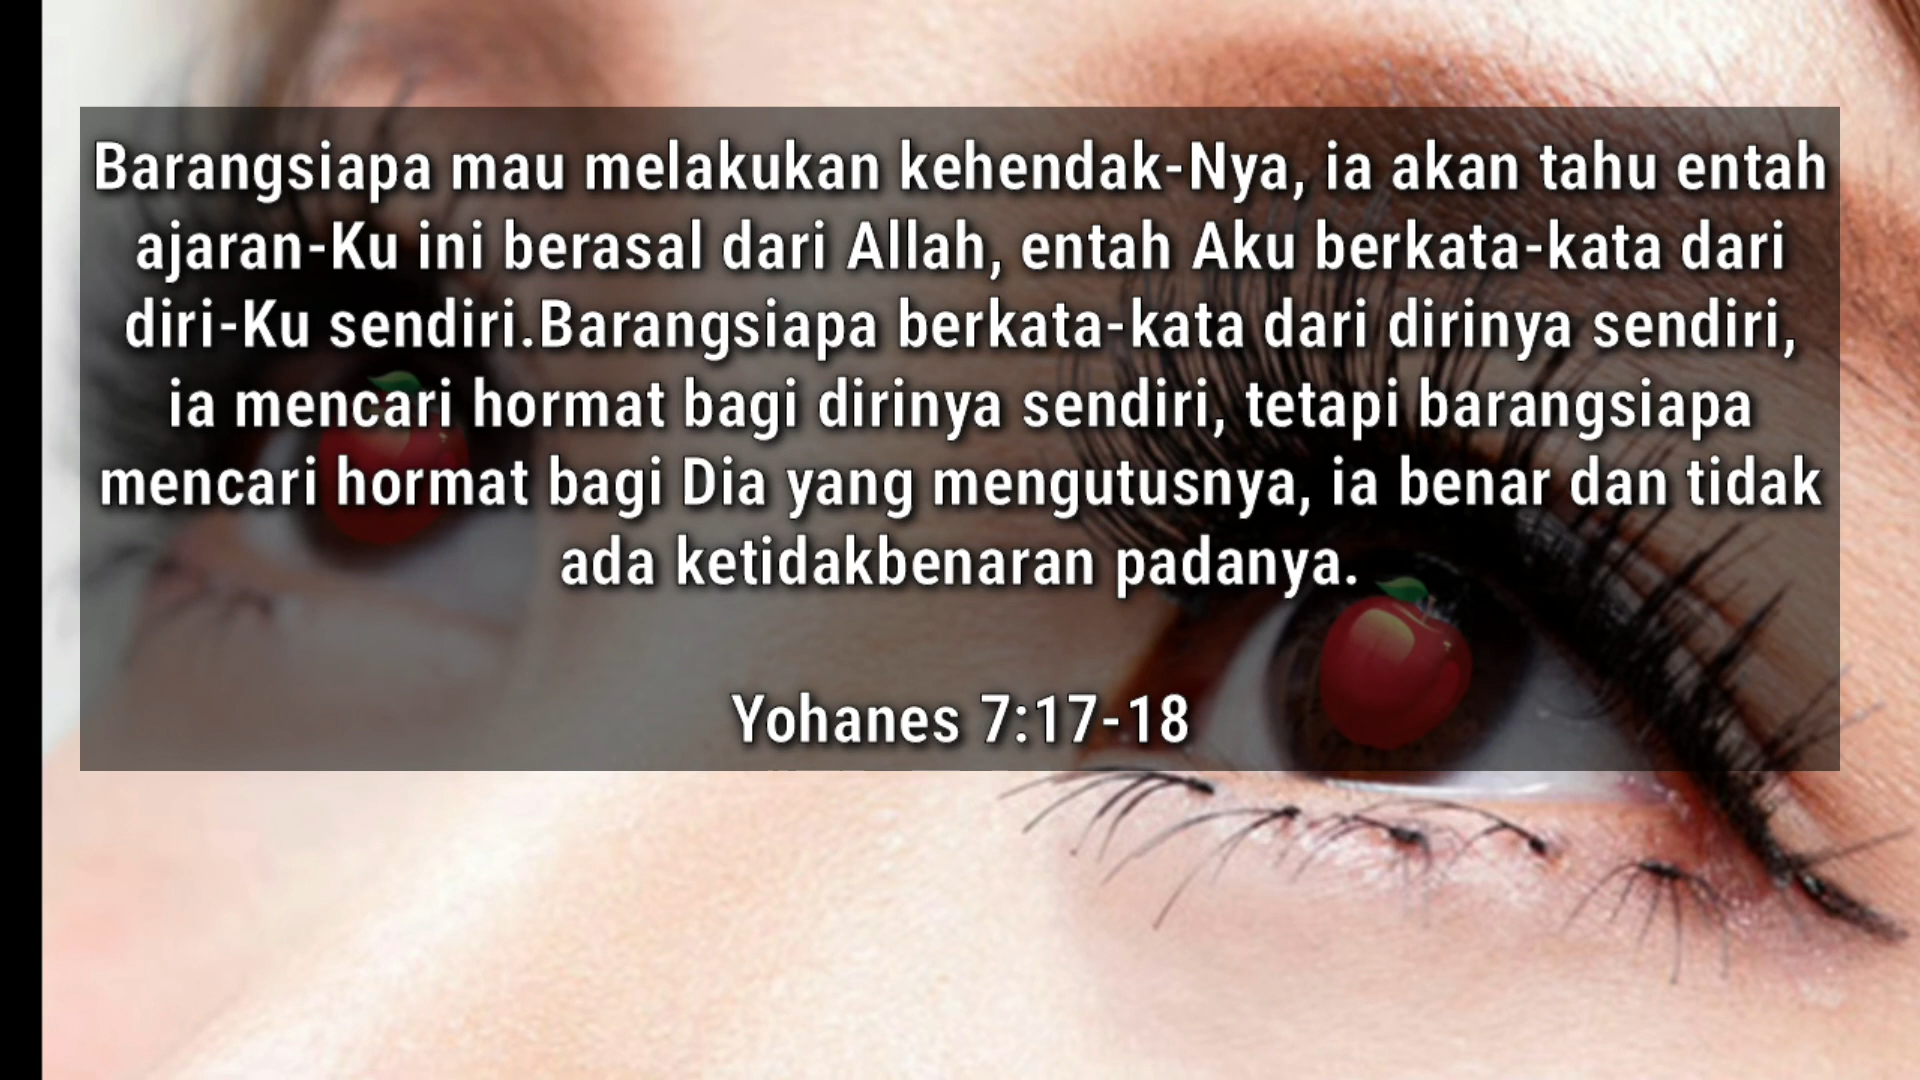 Barangsiapa mau melakukan kehendak-Nya, ia akan tahu entah
ajaran-Ku ini berasal dari Allah, entah Aku berkata-kata dari
diri-Ku sendiri.Barangsiapa berkata-kata dari dirinya sendiri,
ia mencari hormat bagi dirinya sendiri, tetapi barangsiapa
mencari hormat bagi Dia yang mengutusnya, ia benar dan tidak
ada ketidakbenaran padanya.
Yohanes 7:17-18